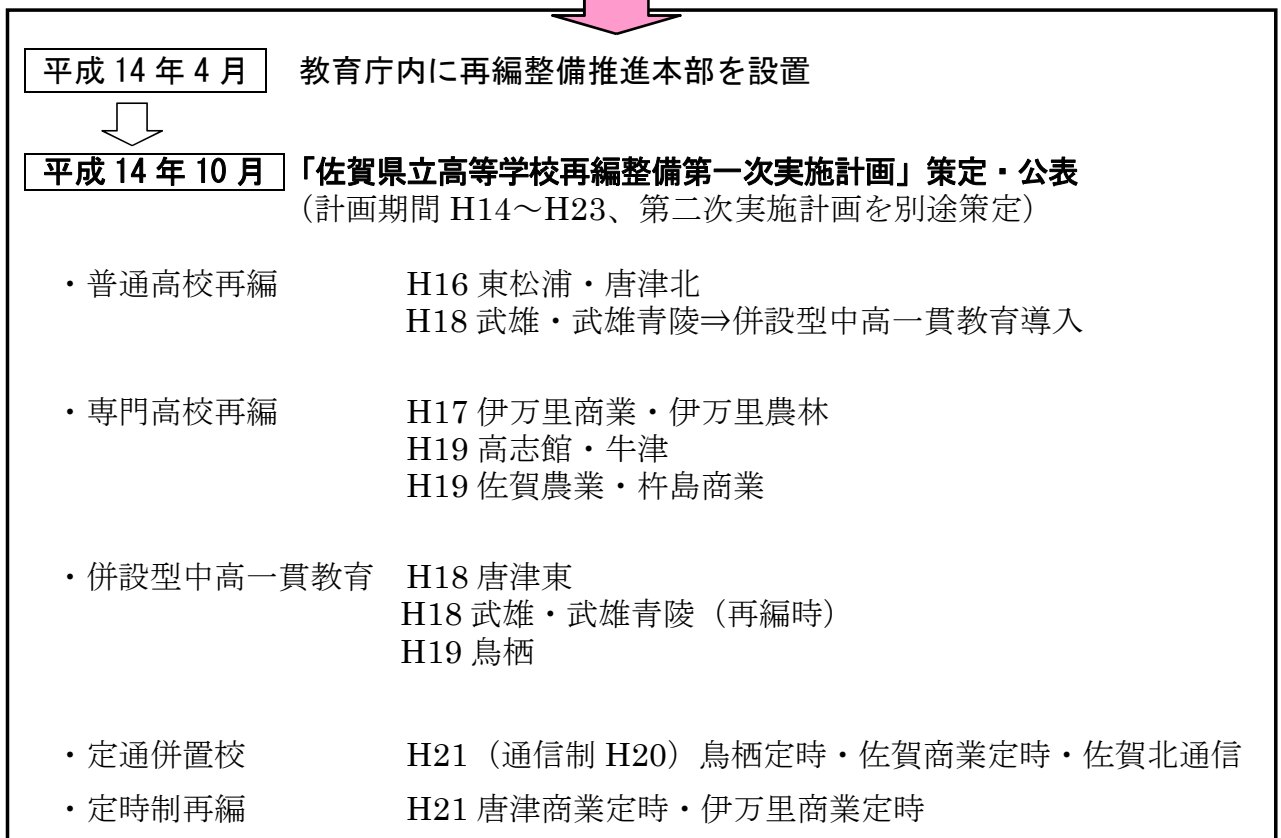 平成 14 年 4 月 教育庁内に再編整備推進本部を設置
平成 14 年 10 月 「佐賀県立高等学校再編整備第一次実施計画」策定・公表
（計画期間 H14～H23、第二次実施計画を別途策定）
・普通高校再編 H16 東松浦・唐津北
H18 武雄・武雄青陵⇒併設型中高一貫教育導入
・専門高校再編 H17 伊万里商業・伊万里農林
H19 高志館・牛津
H19 佐賀農業・杵島商業
・併設型中高一貫教育 H18 唐津東
H18 武雄・武雄青陵（再編時）
H19 鳥栖
・定通併置校 H21（通信制 H20）鳥栖定時・佐賀商業定時・佐賀北通信
・定時制再編 H21 唐津商業定時・伊万里商業定時